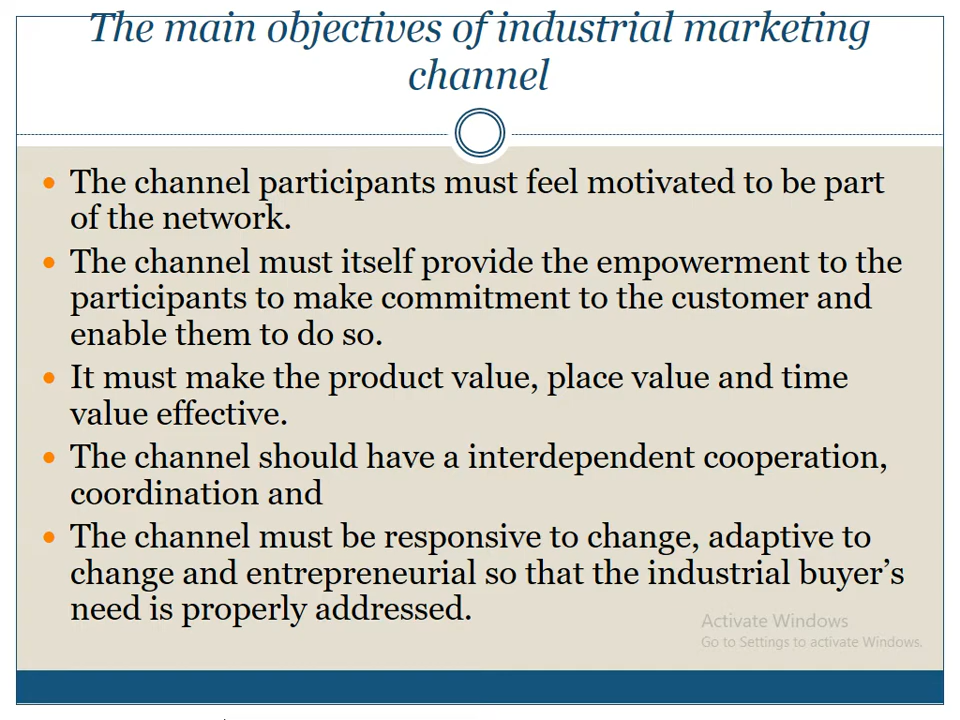 The main objectives of industrial marketing
channel
The channel participants must feel motivated to be part
of the network.
The channel must itself provide the empowerment to the
participants to make commitment to the customer and
enable them to do so.
It must make the product value, place value and time
value effective.
The channel should have a interdependent cooperation,
coordination and
The channel must be responsive to change, adaptive to
change and entrepreneurial so that the industrial buyer’s
need is properly addressed.
Activate Windows
Go to Settings to activate Windows.